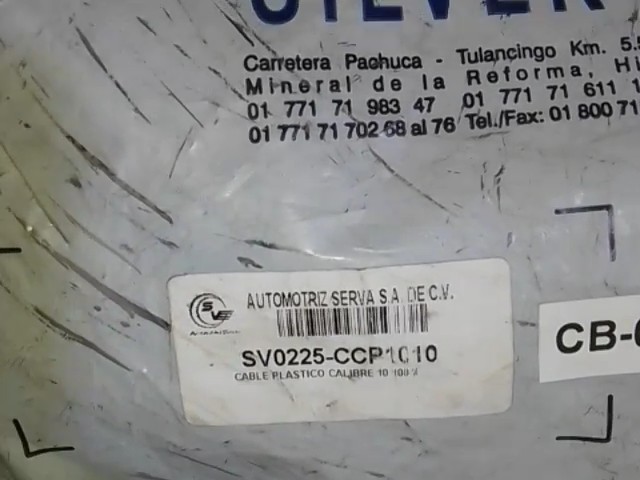 Carretera Pachuca - Tulancingo Km.
Mineral de la Reforma,
01 771 71 983 47 01 771 71 611
01 771 71 702 68 al 76 Tel./Fax: 01 800 71
SVE
AUTOMOTRIZ SERVA S.A. DE C.V.
SV0225-CCP1010
CABLE PLASTICO CALIBRE 10 100
CB-